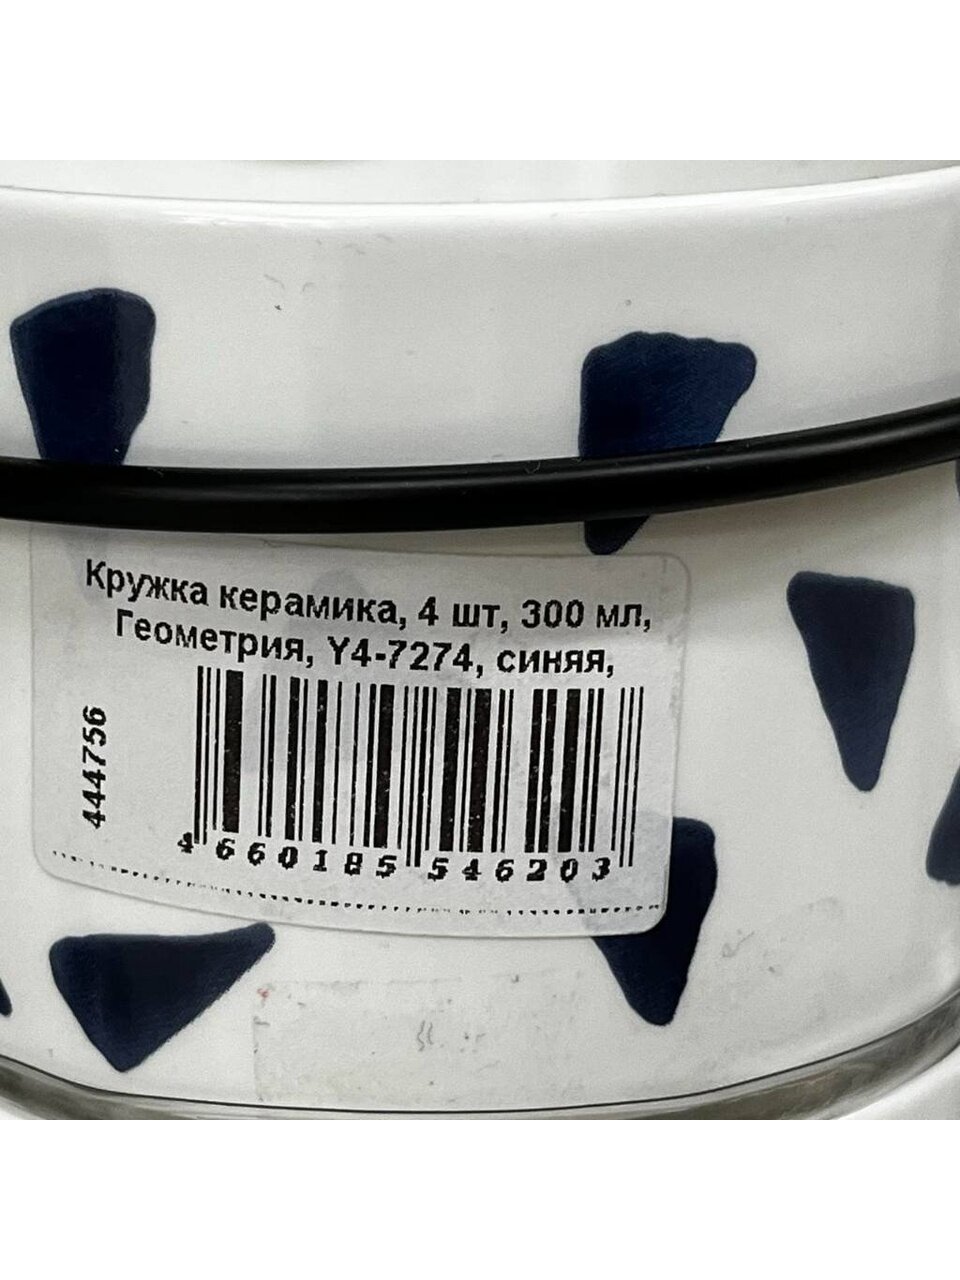 Кружка керамика, 4 шт, 300 мл,
Геометрия, Y4-7274, синяя,
444756
4 660185 546203